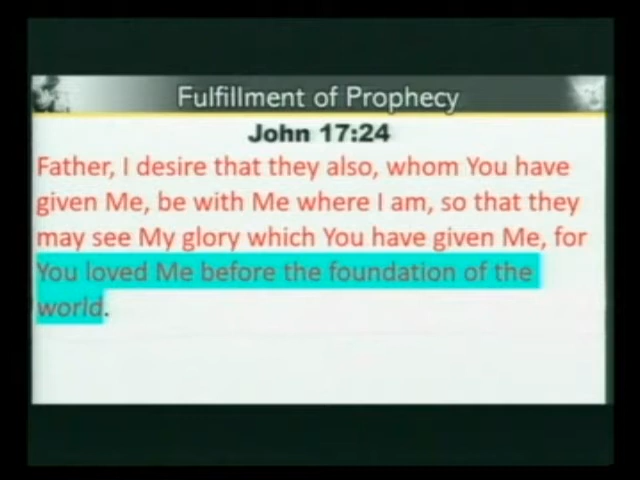 Fulfillment of Prophecy
John 17:24
Father, I desire that they also, whom You have
given Me, be with Me where I am, so that they
may see My glory which You have given Me, for
You loved Me before the foundation of the
world.